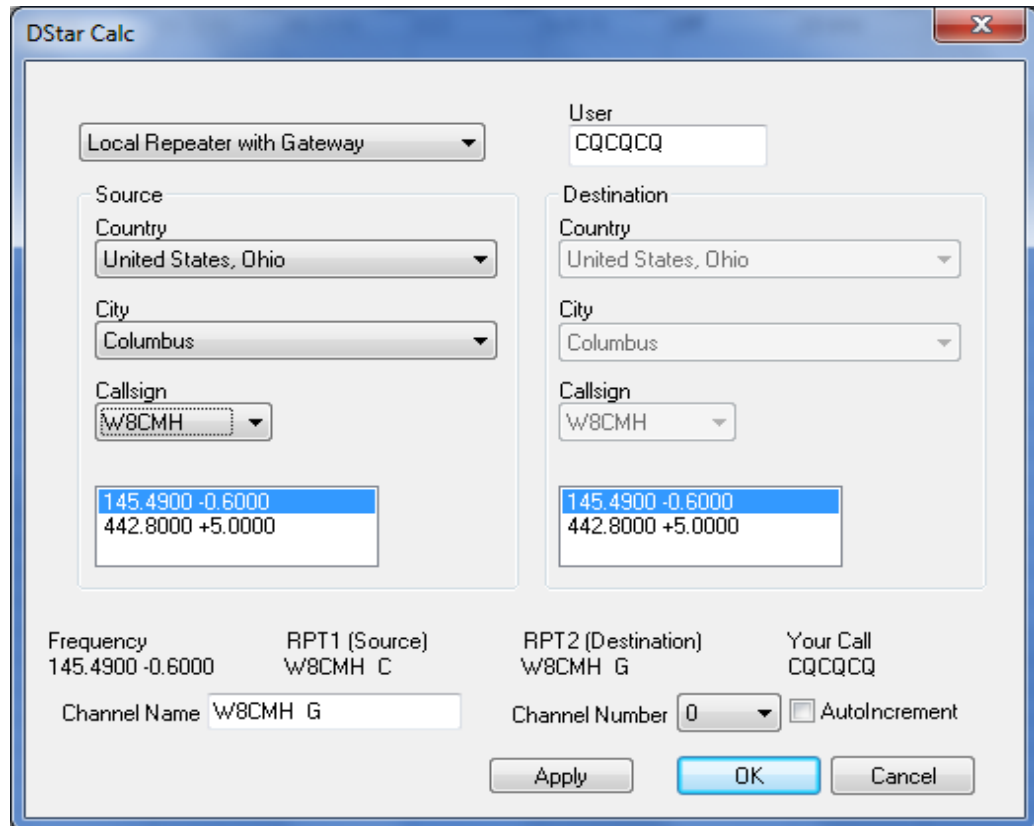 DStar Calc
Local Repeater with Gateway
User
CQCQCQ
Source
Country
United States, Ohio
City
Columbus
Callsign
W8CMH
145.4900 -0.6000
442.8000 +5.0000
Destination
Country
United States, Ohio
City
Columbus
Callsign
W8CMH
145.4900 -0.6000
442.8000 +5.0000
Frequency
145.4900 -0.6000
RPT1 (Source)
W8CMH  C
RPT2 (Destination)
W8CMH  G
Your Call
CQCQCQ
Channel Name W8CMH  G
Channel Number 0
AutoIncrement
Apply
OK
Cancel